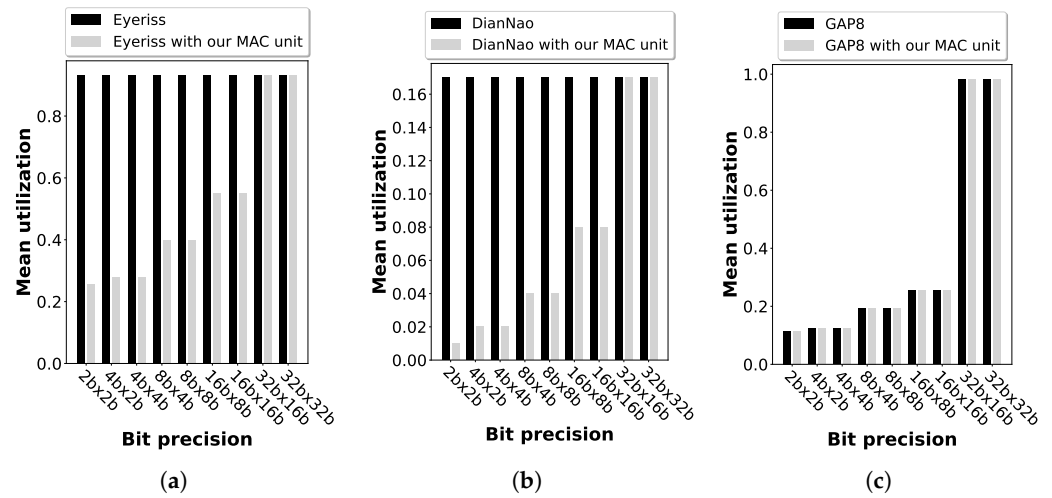 Eyeriss
Eyeriss with our MAC unit
Mean utilization
0.8
0.6
0.4
0.2
0.0
2bx2b
4bx2b
4bx4b
8bx4b
8bx8b
16bx8b
16bx16b
32bx16b
32bx32b
Bit precision
(a)
DianNao
DianNao with our MAC unit
Mean utilization
0.16
0.14
0.12
0.10
0.08
0.06
0.04
0.02
0.00
2bx2b
4bx2b
4bx4b
8bx4b
8bx8b
16bx8b
16bx16b
32bx16b
32bx32b
Bit precision
(b)
GAP8
GAP8 with our MAC unit
Mean utilization
1.0
0.8
0.6
0.4
0.2
0.0
2bx2b
4bx2b
4bx4b
8bx4b
8bx8b
16bx8b
16bx16b
32bx16b
32bx32b
Bit precision
(c)